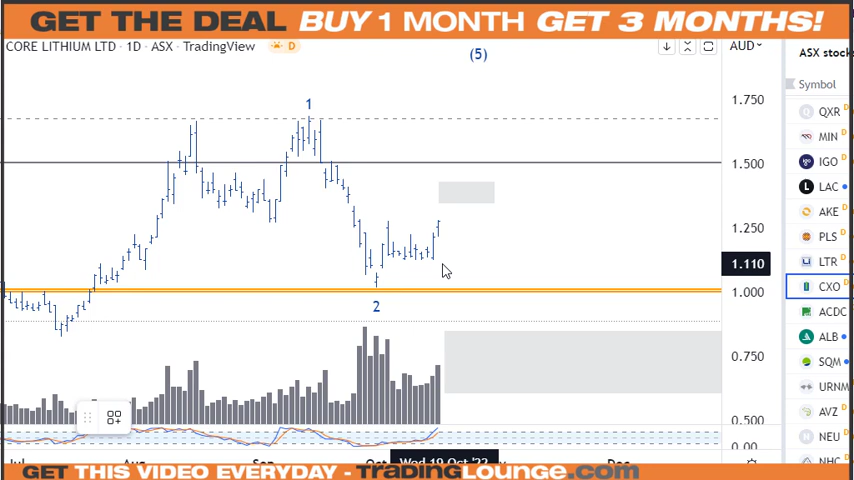 GET THE DEAL BUY 1 MONTH GET 3 MONTHS!
CORE LITHIUM LTD · 1D · ASX · TradingView
D
(5)
AUD
ASX stock
Symbol
1
2
1.750
1.500
1.250
1.110
1.000
0.750
0.500
0.00
QXR D
MIN D
IGO D
LAC
AKE D
PLS D
LTR D
CXO D
ACDC
ALB
SQM
URNM
AVZ D
NEU D
NHC D
Aug
Sep
Oct
Wed 19 Oct '22
Dec
GET THIS VIDEO EVERYDAY - TradingLounge.com